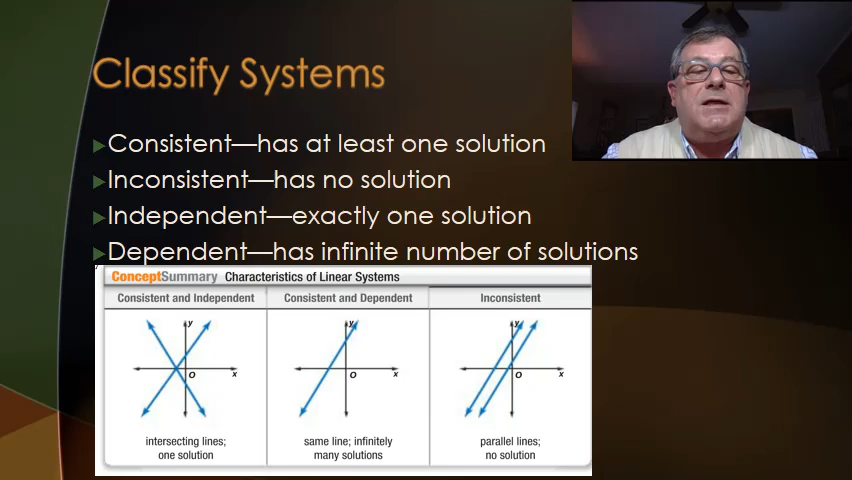 Classify Systems
▶Consistent—has at least one solution
▶Inconsistent—has no solution
▶Independent—exactly one solution
▶Dependent—has infinite number of solutions
ConceptSummary Characteristics of Linear Systems
Consistent and Independent Consistent and Dependent Inconsistent
y y y
O x O x O x
intersecting lines; same line; infinitely parallel lines;
one solution many solutions no solution